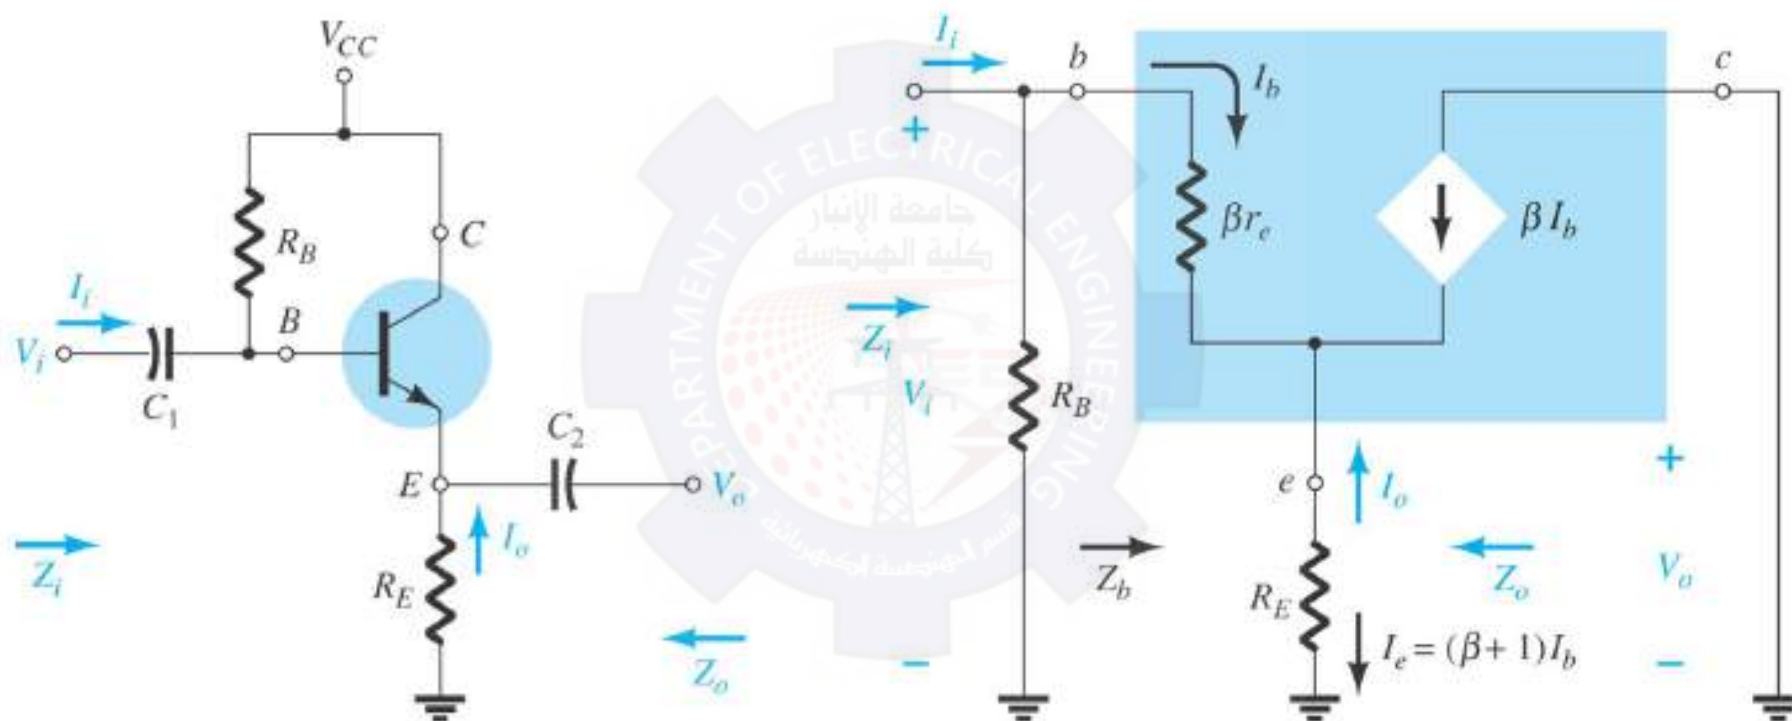 V_CC
R_B
C
I_i
B
V_i
C_1
C_2
E
V_o
I_o
R_E
Z_i
Z_o
I_i
b
I_b
c
+
βr_e
βI_b
Z_i
V_i
R_B
e
I_o
+
Z_b
R_E
Z_o
V_o
I_e = (β + 1)I_b
−
−
DEPARTMENT OF ELECTRICAL ENGINEERING
جامعة الأنبار
كلية الهندسة